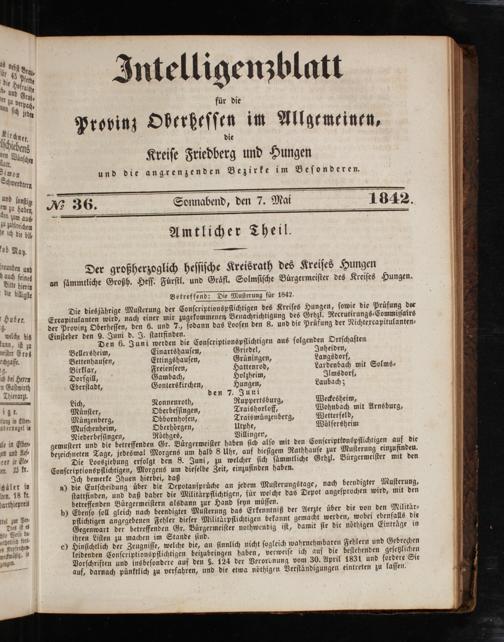 Intelligenzblatt
für die
Provinz Oberhessen im Allgemeinen,
die
Kreise Friedberg und Hungen
und die angrenzenden Bezirke im Besonderen.
№ 36. Sonnabend, den 7. Mai 1842.
Amtlicher Theil.
Der großherzoglich hessische Kreisrath des Kreises Hungen
an sämmtliche Großh. Hess. Fürstl. und Gräfl. Solmsische Bürgermeister des Kreises Hungen.
Betreffend: Die Musterung für 1842.
Die diesjährige Musterung der Conscriptionspflichtigen des Kreises Hungen, sowie die Prüfung der
Ercapitulanten wird, nach einer mir zugekommenen Benachrichtigung des Grhzl. Recrutirungs-Commissärs
der Provinz Oberhessen, den 6. und 7., sodann das Loosen den 8. und die Prüfung der Nichtercapitulanten-
Einsteher den 9. Juni d. J. stattfinden.
Den 6. Juni werden die Conscriptionspflichtigen aus folgenden Ortschaften
Bellersheim, Einartshausen, Griedel, Inheiden,
Bettenhausen, Ettingshausen, Grüningen, Langsdorf,
Birklar, Freienseen, Hattenrod, Lardenbach mit Solms-
Dorfgill, Gambach, Holzheim, Ilmsdorf,
Eberstadt, Gonterskirchen, Hungen, Laubach;
den 7. Juni
Lich, Nonnenroth, Ruppertsburg, Weckesheim,
Münster, Oberbessingen, Traishorloff, Wohnbach mit Arnsburg,
Münzenberg, Obbornhofen, Traismünzenberg, Wetterfeld,
Muschenheim, Oberhörgen, Utphe, Wölfersheim
Niederbessingen, Röthges, Villingen,
gemustert und die betreffenden Gr. Bürgermeister haben sich also mit den Conscriptionspflichtigen auf die
bezeichneten Tage, jedesmal Morgens um halb 8 Uhr, auf hiesigem Rathhause zur Musterung einzufinden.
Die Loosziehung erfolgt den 8. Juni, zu welcher sich sämmtliche Grhzl. Bürgermeister mit den
Conscriptionspflichtigen, Morgens um dieselbe Zeit, einzufinden haben.
Ich bemerke Ihnen hierbei, daß
a) die Entscheidung über die Depotansprüche an jedem Musterungstage, nach beendigter Musterung,
stattfinden, und daß daher die Militärpflichtigen, für welche das Depot angesprochen wird, mit den
betreffenden Bürgermeistern alsdann zur Hand seyn müssen.
b) Ebenso soll gleich nach beendigter Musterung das Erkenntniß der Aerzte über die von den Militär-
pflichtigen angegebenen Fehler dieser Militärpflichtigen bekannt gemacht werden, wobei ebenfalls die
Gegenwart der betreffenden Gr. Bürgermeister nothwendig ist, damit sie die nöthigen Einträge in
ihren Listen zu machen im Stande sind.
c) Hinsichtlich der Zeugnisse, welche die, an sinnlich nicht sogleich wahrnehmbaren Fehlern und Gebrechen
leidenden Conscriptionspflichtigen beizubringen haben, verweise ich auf die bestehenden gesetzlichen
Vorschriften und insbesondere auf den §. 124 der Verordnung vom 30. April 1831 und fordere Sie
auf, darnach pünktlich zu verfahren, und die etwa nöthigen Verständigungen eintreten zu lassen.